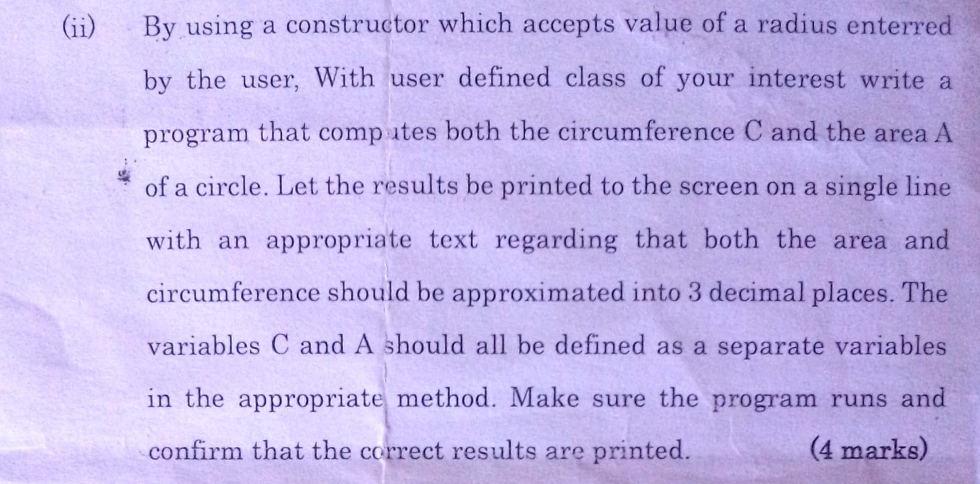 (ii) By using a constructor which accepts value of a radius enterred
by the user, With user defined class of your interest write a
program that computes both the circumference C and the area A
of a circle. Let the results be printed to the screen on a single line
with an appropriate text regarding that both the area and
circumference should be approximated into 3 decimal places. The
variables C and A should all be defined as a separate variables
in the appropriate method. Make sure the program runs and
confirm that the correct results are printed. (4 marks)